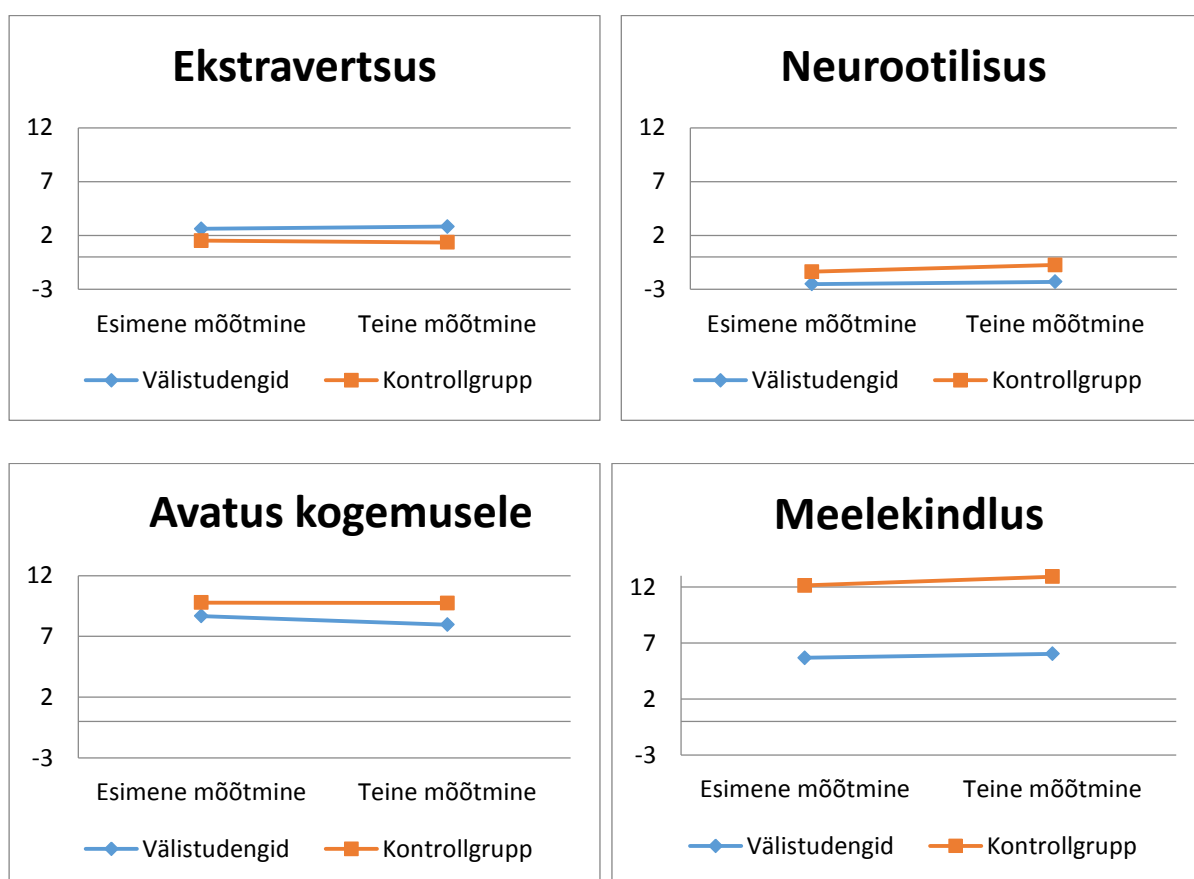 Ekstravertsus
12
7
2
-3
Esimene mõõtmine Teine mõõtmine
Välistudengid Kontrollgrupp
Neurootilisus
12
7
2
-3
Esimene mõõtmine Teine mõõtmine
Välistudengid Kontrollgrupp
Avatus kogemusele
12
7
2
-3
Esimene mõõtmine Teine mõõtmine
Välistudengid Kontrollgrupp
Meelekindlus
12
7
2
-3
Esimene mõõtmine Teine mõõtmine
Välistudengid Kontrollgrupp